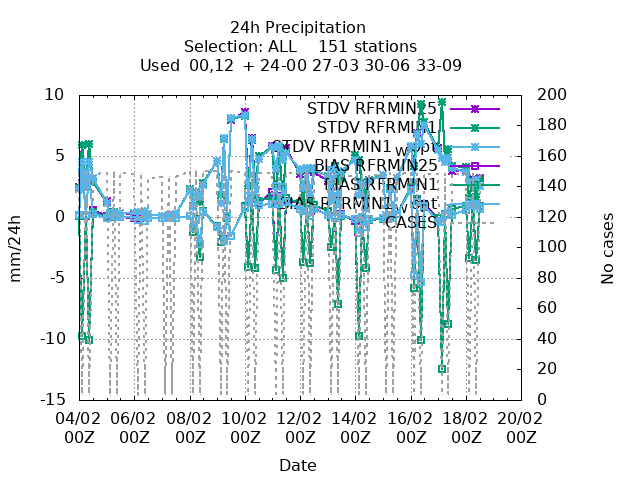 24h Precipitation
Selection: ALL    151 stations
Used  00,12  + 24-00 27-03 30-06 33-09
10
5
0
-5
-10
-15
mm/24h
STDV RFRMIN25
STDV RFRMIN1
STDV RFRMIN1_wopt
BIAS RFRMIN25
BIAS RFRMIN1
BIAS RFRMIN1_wopt
CASES
200
180
160
140
120
100
80
60
40
20
0
No cases
04/02 06/02 08/02 10/02 12/02 14/02 16/02 18/02 20/02
00Z 00Z 00Z 00Z 00Z 00Z 00Z 00Z 00Z
Date